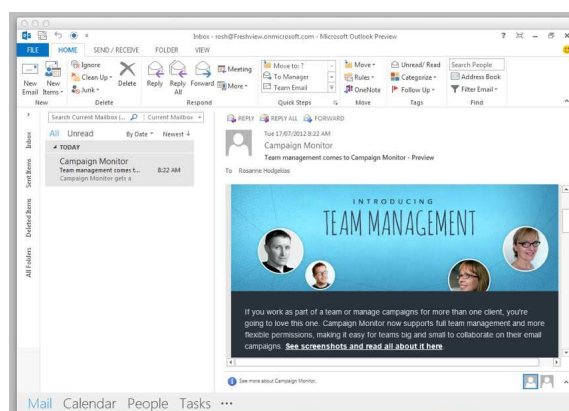 Inbox - rosh@Freshview.onmicrosoft.com - Microsoft Outlook Preview
FILE HOME SEND / RECEIVE FOLDER VIEW
New Email
New Items
New
Ignore
Clean Up
Junk
Delete
Delete
Reply
Reply All
Forward
Meeting
More
Respond
Move to: ?
To Manager
Team Email
Quick Steps
Move
Rules
OneNote
Move
Unread/ Read
Categorize
Follow Up
Tags
Search People
Address Book
Filter Email
Find
Inbox
Sent Items
Deleted Items
All Folders
Search Current Mailbox (... Current Mailbox
All Unread By Date Newest
TODAY
Campaign Monitor
Team management comes t... 8:22 AM
Campaign Monitor gets a
REPLY REPLY ALL FORWARD
Tue 17/07/2012 8:22 AM
Campaign Monitor
Team management comes to Campaign Monitor - Preview
To Rosanne Hodgekiss
INTRODUCING
TEAM MANAGEMENT
If you work as part of a team or manage campaigns for more than one client, you're
going to love this one. Campaign Monitor now supports full team management and more
flexible permissions, making it easy for teams big and small to collaborate on their email
campaigns. See screenshots and read all about it here.
See more about Campaign Monitor.
Mail Calendar People Tasks ...